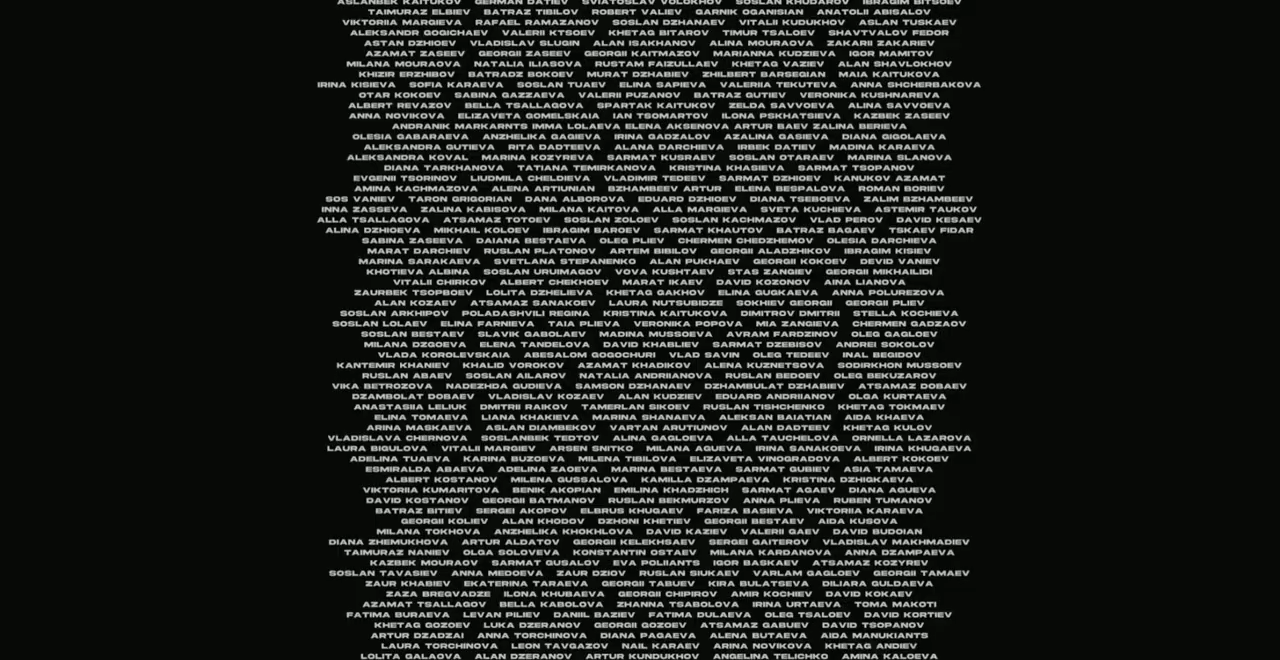 ASLANBEK KAITUKOV GERMAN DATIEV SVIATOSLAV VOLOKHOV SOSLAN KHUDAROV IBRAGIM BITSOEV
TAIMURAZ ELBIEV BATRAZ TIBILOV ROBERT VALIEV GARNIK OGANISIAN ANATOLII ABISALOV
VIKTORIIA MARGIEVA RAFAEL RAMAZANOV SOSLAN DZHANAEV VITALII KUDUKHOV ASLAN TUSKAEV
ALEKSANDR GOGICHAEV VALERII KTSOEV KHETAG BITAROV TIMUR TSALOEV SHAVTVALOV FEDOR
ASTAN DZHIOEV VLADISLAV SLUGIN ALAN ISAKHANOV ALINA MOURAOVA ZAKARII ZAKARIEV
AZAMAT ZASEEV GEORGII ZASEEV GEORGII KAITMAZOV MARIANNA KUDZIEVA IGOR MAMITOV
MILANA MOURAOVA NATALIA ILIASOVA RUSTAM FAIZULLAEV KHETAG VAZIEV ALAN SHAVLOKHOV
KHIZIR ERZHIBOV BATRADZ BOKOEV MURAT DZHABIEV ZHILBERT BARSEGIAN MAIA KAITUKOVA
IRINA KISIEVA SOFIA KARAEVA SOSLAN TUAEV ELINA SAPIEVA VALERIIA TEKUTEVA ANNA SHCHERBAKOVA
OTAR KOKOEV SABINA GAZZAEVA VALERII PUZANOV BATRAZ GUTIEV VERONIKA KUSHNAREVA
ALBERT REVAZOV BELLA TSALLAGOVA SPARTAK KAITUKOV ZELDA SAVVOEVA ALINA SAVVOEVA
ANNA NOVIKOVA ELIZAVETA GOMELSKAIA IAN TSOMARTOV ILONA PSKHATSIEVA KAZBEK ZASEEV
ANDRANIK MARKARNTS IMMA LOLAEVA ELENA AKSENOVA ARTUR BAEV ZALINA BERIEVA
OLESIA GABARAEVA ANZHELIKA GAGIEVA IRINA GADZALOV AZALINA GASIEVA DIANA GIGOLAEVA
ALEKSANDRA GUTIEVA RITA DADTEEVA ALANA DARCHIEVA IRBEK DATIEV MADINA KARAEVA
ALEKSANDRA KOVAL MARINA KOZYREVA SARMAT KUSRAEV SOSLAN OTARAEV MARINA SLANOVA
DIANA TARKHANOVA TATIANA TEMIRKANOVA KRISTINA KHASIEVA SARMAT TSOPANOV
EVGENII TSORINOV LIUDMILA CHELDIEVA VLADIMIR TEDEEV SARMAT DZHIOEV KANUKOV AZAMAT
AMINA KACHMAZOVA ALENA ARTIUNIAN BZHAMBEEV ARTUR ELENA BESPALOVA ROMAN BORIEV
SOS VANIEV TARON GRIGORIAN DANA ALBOROVA EDUARD DZHIOEV DIANA TSEBOEVA ZALIM BZHAMBEEV
INNA ZASSEVA ZALINA KABISOVA MILANA KAITOVA ALLA MARGIEVA SVETA KUCHIEVA ASTEMIR TAUKOV
ALLA TSALLAGOVA ATSAMAZ TOTOEV SOSLAN ZOLOEV SOSLAN KACHMAZOV VLAD PEROV DAVID KESAEV
ALINA DZHIOEVA MIKHAIL KOLOEV IBRAGIM BAROEV SARMAT KHAUTOV BATRAZ BAGAEV TSKAEV FIDAR
SABINA ZASEEVA DAIANA BESTAEVA OLEG PLIEV CHERMEN CHEDZHEMOV OLESIA DARCHIEVA
MARAT DARCHIEV RUSLAN PLATONOV ARTEM BIBILOV GEORGII ALADZHIKOV IBRAGIM KISIEV
MARINA SARAKAEVA SVETLANA STEPANENKO ALAN PUKHAEV GEORGII KOKOEV DEVID VANIEV
KHOTIEVA ALBINA SOSLAN URUIMAGOV VOVA KUSHTAEV STAS ZANGIEV GEORGII MIKHAILIDI
VITALII CHIRKOV ALBERT CHEKHOEV MARAT IKAEV DAVID KOZONOV AINA LIANOVA
ZAURBEK TSOPBOEV LOLITA DZHELIEVA KHETAG GAKHOV ELINA GUGKAEVA ANNA POLUREZOVA
ALAN KOZAEV ATSAMAZ SANAKOEV LAURA NUTSUBIDZE SOKHIEV GEORGII GEORGII PLIEV
SOSLAN ARKHIPOV POLADASHVILI REGINA KRISTINA KAITUKOVA DIMITROV DMITRII STELLA KOCHIEVA
SOSLAN LOLAEV ELINA FARNIEVA TAIA PLIEVA VERONIKA POPOVA MIA ZANGIEVA CHERMEN GADZAOV
SOSLAN BESTAEV SLAVIK GABOLAEV MADINA MUSSOEVA AVRAM FARDZINOV OLEG GAGLOEV
MILANA DZGOEVA ELENA TANDELOVA DAVID KHABLIEV SARMAT DZEBISOV ANDREI SOKOLOV
VLADA KOROLEVSKAIA ABESALOM GOGOCHURI VLAD SAVIN OLEG TEDEEV INAL BEGIDOV
KANTEMIR KHANIEV KHALID VOROKOV AZAMAT KHADIKOV ALENA KUZNETSOVA SODIRKHON MUSSOEV
RUSLAN ABAEV SOSLAN AILAROV NATALIA ANDRIIANOVA RUSLAN BEDOEV OLEG BEKUZAROV
VIKA BETROZOVA NADEZHDA GUDIEVA SAMSON DZHANAEV DZHAMBULAT DZHABIEV ATSAMAZ DOBAEV
DZAMBOLAT DOBAEV VLADISLAV KOZAEV ALAN KUDZIEV EDUARD ANDRIIANOV OLGA KURTAEVA
ANASTASIIA LELIUK DMITRII RAIKOV TAMERLAN SIKOEV RUSLAN TISHCHENKO KHETAG TOKMAEV
ELINA TOMAEVA LIANA KHAKIEVA MARINA SHANAEVA ALEKSAN BAIATIAN AIDA KHAEVA
ARINA MASKAEVA ASLAN DIAMBEKOV VARTAN ARUTIUNOV ALAN DADTEEV KHETAG KULOV
VLADISLAVA CHERNOVA SOSLANBEK TEDTOV ALINA GAGLOEVA ALLA TAUCHELOVA ORNELLA LAZAROVA
LAURA BIGULOVA VITALII MARGIEV ARSEN SNITKO MILANA AGUEVA IRINA SANAKOEVA IRINA KHUGAEVA
ADELINA TUAEVA KARINA BUZOEVA MILENA TIBILOVA ELIZAVETA VINOGRADOVA ALBERT KOKOEV
ESMIRALDA ABAEVA ADELINA ZAOEVA MARINA BESTAEVA SARMAT GUBIEV ASIA TAMAEVA
ALBERT KOSTANOV MILENA GUSSALOVA KAMILLA DZAMPAEVA KRISTINA DZHIGKAEVA
VIKTORIIA KUMARITOVA BENIK AKOPIAN EMILINA KHADZHICH SARMAT AGAEV DIANA AGUEVA
DAVID KOSTANOV GEORGII BATMANOV RUSLAN BEKMURZOV ANNA PLIEVA RUBEN TUMANOV
BATRAZ BITIEV SERGEI AKOPOV ELBRUS KHUGAEV FARIZA BASIEVA VIKTORIIA KARAEVA
GEORGII KOLIEV ALAN KHODOV DZHONI KHETIEV GEORGII BESTAEV AIDA KUSOVA
MILANA TOKHOVA ANZHELIKA KHOKHLOVA DAVID KAZIEV VALERII GAEV DAVID BUDOIAN
DIANA ZHEMUKHOVA ARTUR ALDATOV GEORGII KELEKHSAEV SERGEI GAITEROV VLADISLAV MAKHMADIEV
TAIMURAZ NANIEV OLGA SOLOVEVA KONSTANTIN OSTAEV MILANA KARDANOVA ANNA DZAMPAEVA
KAZBEK MOURAOV SARMAT GUSALOV EVA POLIIANTS IGOR BASKAEV ATSAMAZ KOZYREV
SOSLAN TAVASIEV ANNA MEDOEVA ZAUR DZIOV RUSLAN SIUKAEV VARLAM GAGLOEV GEORGII TAMAEV
ZAUR KHABIEV EKATERINA TARAEVA GEORGII TABUEV KIRA BULATSEVA DILIARA GULDAEVA
ZAZA BREGVADZE ILONA KHUBAEVA GEORGII CHIPIROV AMIR KOCHIEV DAVID KOKAEV
AZAMAT TSALLAGOV BELLA KABOLOVA ZHANNA TSABOLOVA IRINA URTAEVA TOMA MAKOTI
FATIMA BURAEVA LEVAN PILIEV DANIIL BAZIEV FATIMA DULAEVA OLEG TSALOEV DAVID KORTIEV
KHETAG GOZOEV LUKA DZERANOV GEORGII GOZOEV ATSAMAZ GABUEV DAVID TSOPANOV
ARTUR DZADZAI ANNA TORCHINOVA DIANA PAGAEVA ALENA BUTAEVA AIDA MANUKIANTS
LAURA TORCHINOVA LEON TAVGAZOV NAIL KARAEV ARINA NOVIKOVA KHETAG ANDIEV
LOLITA GALAOVA ALAN DZERANOV ARTUR KUNDUKHOV ANGELINA TELICHKO AMINA KALOEVA